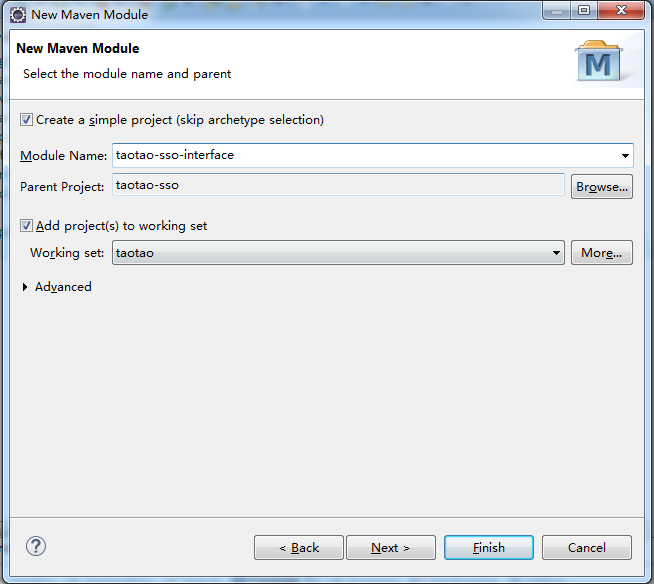 New Maven Module
New Maven Module
Select the module name and parent
M
Create a simple project (skip archetype selection)
Module Name: taotao-sso-interface
Parent Project: taotao-sso Browse...
Add project(s) to working set
Working set: taotao More...
Advanced
? < Back Next > Finish Cancel